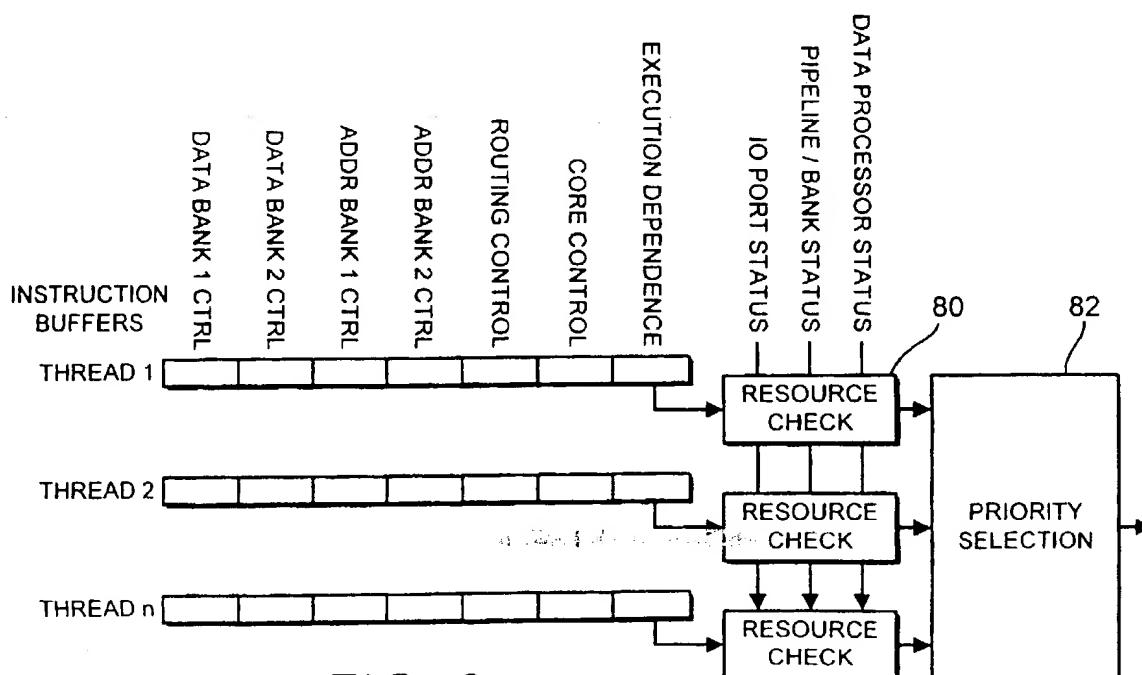 DATA BANK 1 CTRL
DATA BANK 2 CTRL
ADDR BANK 1 CTRL
ADDR BANK 2 CTRL
ROUTING CONTROL
CORE CONTROL
EXECUTION DEPENDENCE
IO PORT STATUS
PIPELINE / BANK STATUS
DATA PROCESSOR STATUS
INSTRUCTION
BUFFERS
80
82
THREAD 1
RESOURCE
CHECK
THREAD 2
RESOURCE
CHECK
PRIORITY
SELECTION
THREAD n
RESOURCE
CHECK